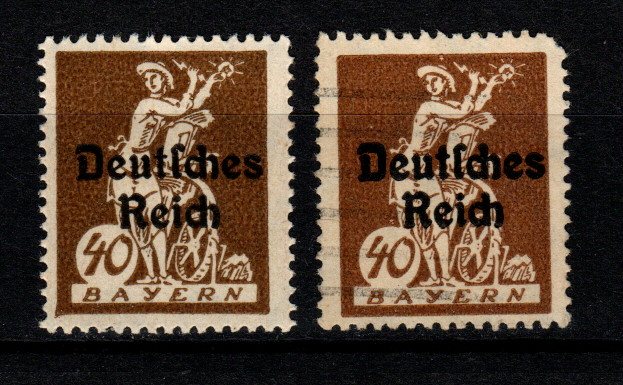 Deutſches
Reich
40
BAYERN
Deutſches
Reich
40
BAYERN